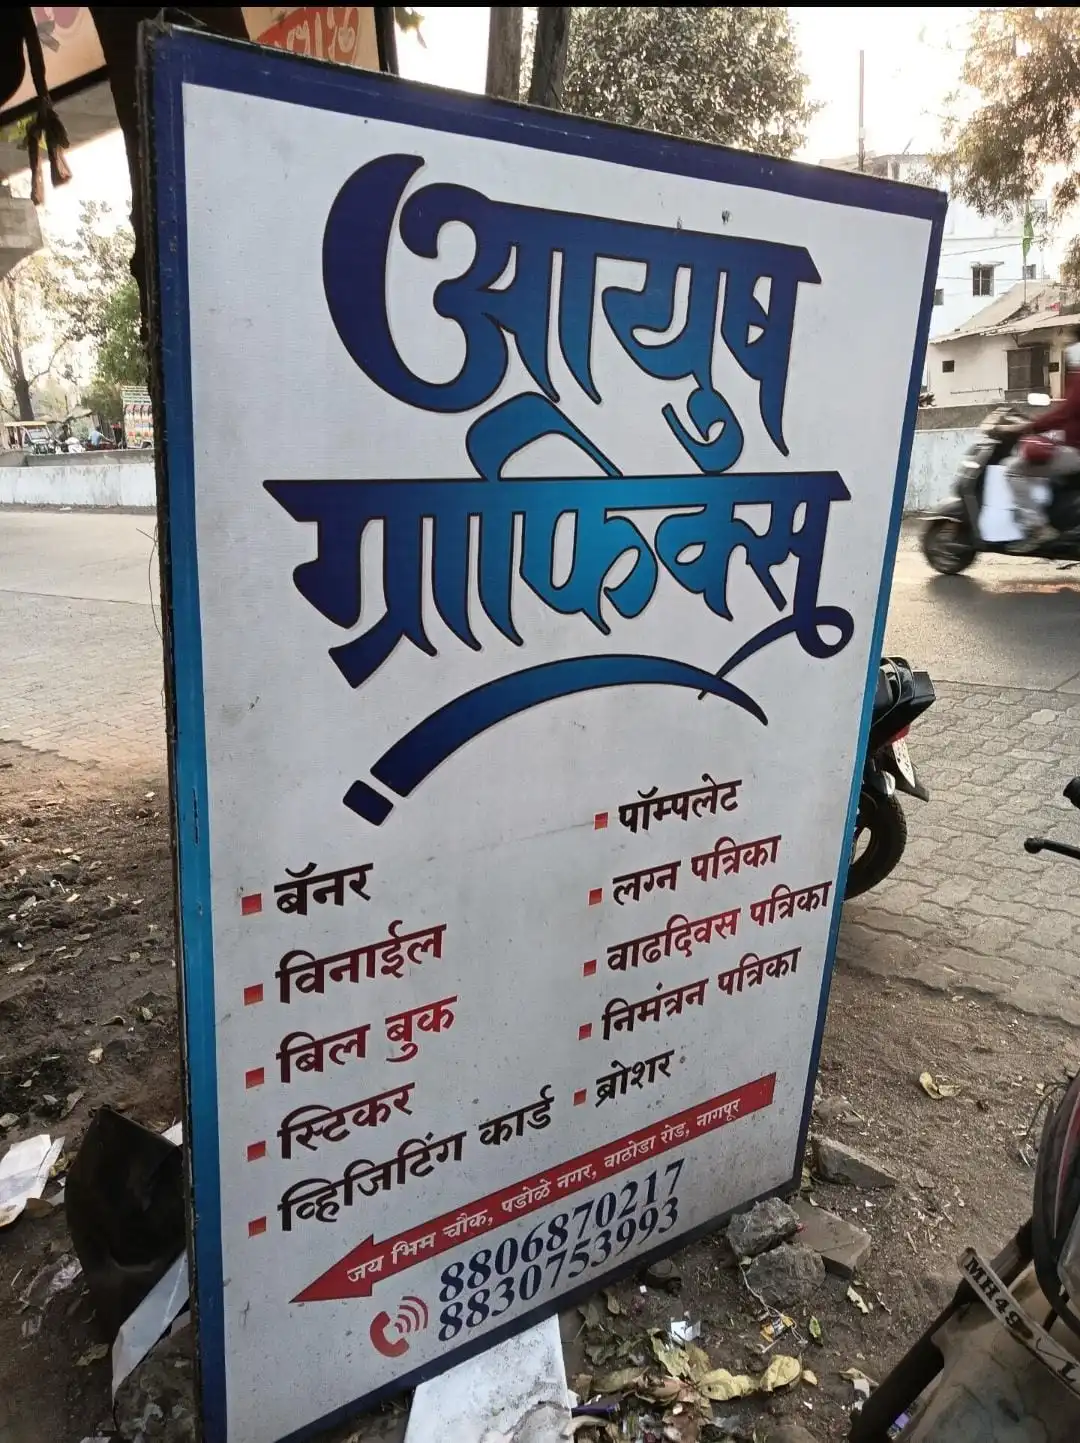 आयुष
ग्राफिक्स
बॅनर
विनाईल
बिल बुक
स्टिकर
व्हिजिटिंग कार्ड
पॉम्पलेट
लग्न पत्रिका
वाढदिवस पत्रिका
निमंत्रन पत्रिका
ब्रोशर
जय भिम चौक, पडोळे नगर, वाठोडा रोड, नागपूर
8806870217
8830753993
MH49